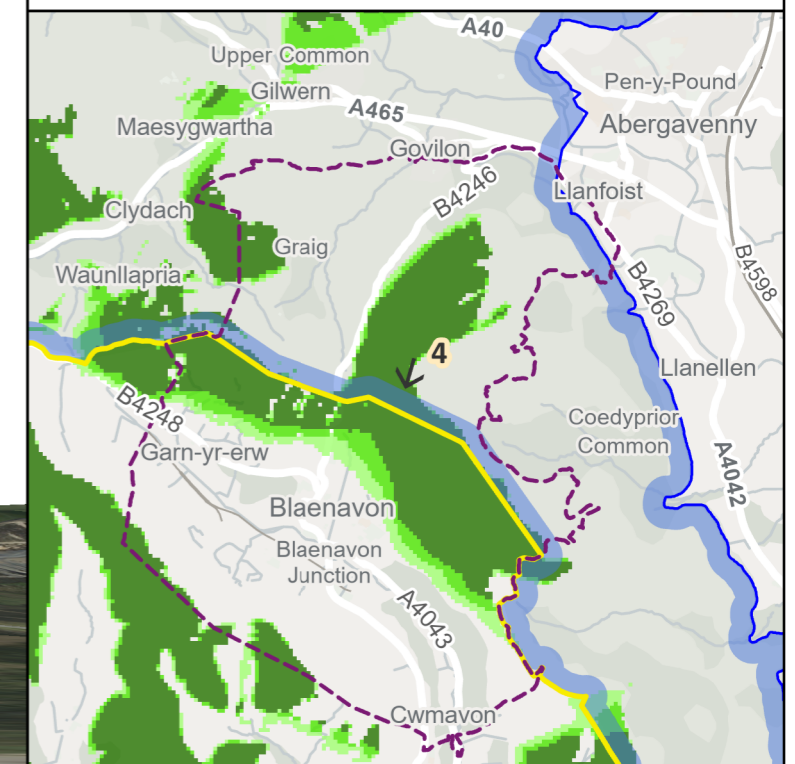 A40
Upper Common
Pen-y-Pound
Gilwern
A465
Maesygwartha
Abergavenny
Govilon
B4246
Llanfoist
Clydach
Graig
B4598
Waunllapria
B4269
4
Llanellen
B4248
Coedyprior
Common
Garn-yr-erw
A4042
Blaenavon
Blaenavon
Junction
A4043
Cwmavon